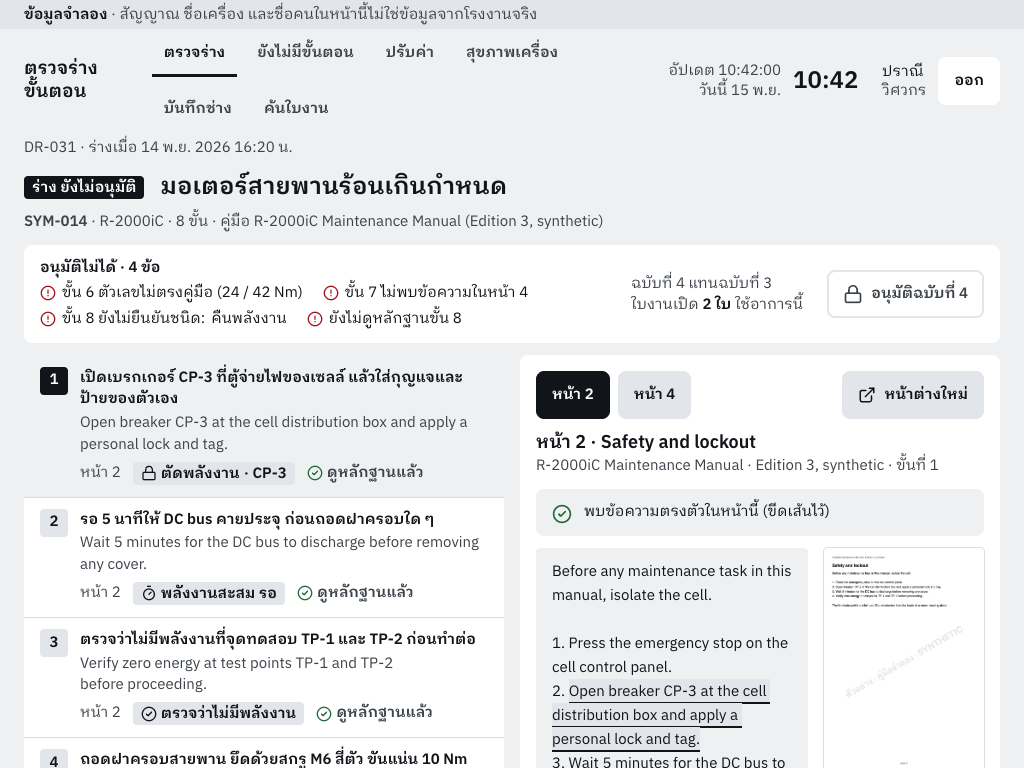 ข้อมูลจำลอง · สัญญาณ ชื่อเครื่อง และชื่อคนในหน้านี้ไม่ใช่ข้อมูลจากโรงงานจริง
ตรวจร่าง
ขั้นตอน
ตรวจร่าง ยังไม่มีขั้นตอน ปรับค่า สุขภาพเครื่อง
บันทึกช่าง ค้นใบงาน
อัปเดต 10:42:00
วันนี้ 15 พ.ย.
10:42
ปราณี
วิศวกร
ออก
DR-031 · ร่างเมื่อ 14 พ.ย. 2026 16:20 น.
ร่าง ยังไม่อนุมัติ มอเตอร์สายพานร้อนเกินกำหนด
SYM-014 · R-2000iC · 8 ขั้น · คู่มือ R-2000iC Maintenance Manual (Edition 3, synthetic)
อนุมัติไม่ได้ · 4 ข้อ
ขั้น 6 ตัวเลขไม่ตรงคู่มือ (24 / 42 Nm) ขั้น 7 ไม่พบข้อความในหน้า 4
ขั้น 8 ยังไม่ยืนยันชนิด: คืนพลังงาน ยังไม่ดูหลักฐานขั้น 8
ฉบับที่ 4 แทนฉบับที่ 3
ใบงานเปิด 2 ใบ ใช้อาการนี้
อนุมัติฉบับที่ 4
1 เปิดเบรกเกอร์ CP-3 ที่ตู้จ่ายไฟของเซลล์ แล้วใส่กุญแจและ
ป้ายของตัวเอง
Open breaker CP-3 at the cell distribution box and apply a
personal lock and tag.
หน้า 2 ตัดพลังงาน · CP-3 ดูหลักฐานแล้ว
2 รอ 5 นาทีให้ DC bus คายประจุ ก่อนถอดฝาครอบใด ๆ
Wait 5 minutes for the DC bus to discharge before removing
any cover.
หน้า 2 พลังงานสะสม รอ ดูหลักฐานแล้ว
3 ตรวจว่าไม่มีพลังงานที่จุดทดสอบ TP-1 และ TP-2 ก่อนทำต่อ
Verify zero energy at test points TP-1 and TP-2
before proceeding.
หน้า 2 ตรวจว่าไม่มีพลังงาน ดูหลักฐานแล้ว
4 ถอดฝาครอบสายพาน ยึดด้วยสกรู M6 สี่ตัว ขันแน่น 10 Nm
หน้า 2 หน้า 4 หน้าต่างใหม่
หน้า 2 · Safety and lockout
R-2000iC Maintenance Manual · Edition 3, synthetic · ขั้นที่ 1
พบข้อความตรงตัวในหน้านี้ (ขีดเส้นไว้)
Before any maintenance task in this
manual, isolate the cell.
1. Press the emergency stop on the
cell control panel.
2. Open breaker CP-3 at the cell
distribution box and apply a
personal lock and tag.
3. Wait 5 minutes for the DC bus to
Safety and lockout
ตัวอย่าง · คู่มือจำลอง · SYNTHETIC